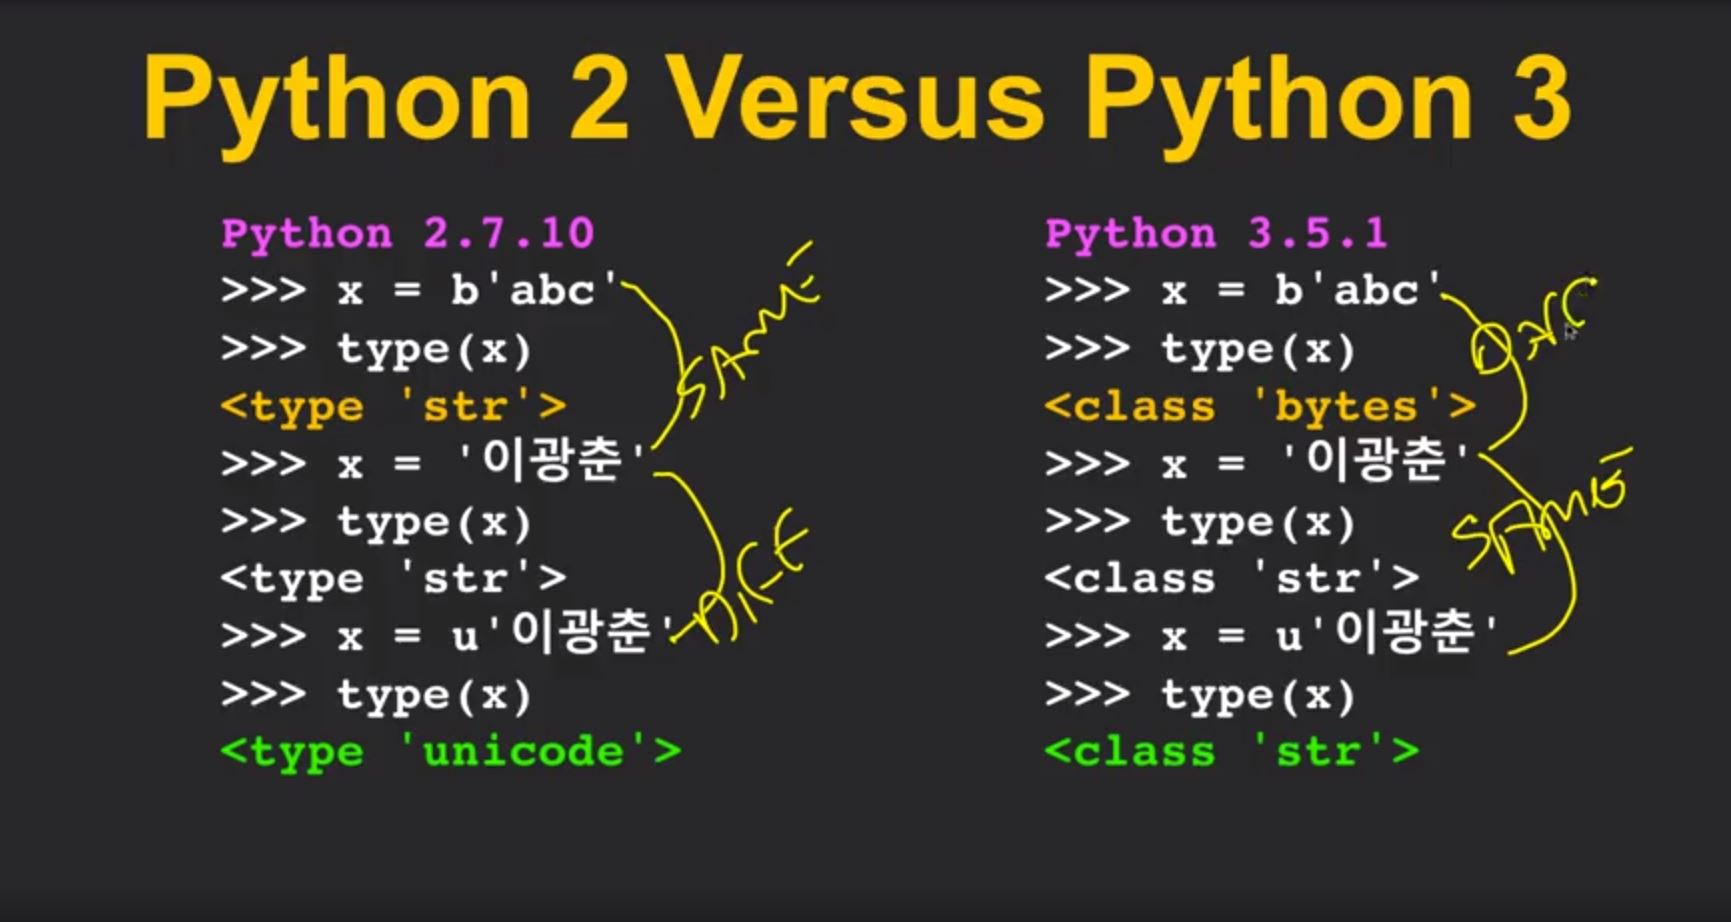 Python 2 Versus Python 3
Python 2.7.10
>>> x = b'abc'
>>> type(x)
<type 'str'>
>>> x = '이광춘'
>>> type(x)
<type 'str'>
>>> x = u'이광춘'
>>> type(x)
<type 'unicode'>
SAME
DIFF
Python 3.5.1
>>> x = b'abc'
>>> type(x)
<class 'bytes'>
>>> x = '이광춘'
>>> type(x)
<class 'str'>
>>> x = u'이광춘'
>>> type(x)
<class 'str'>
SAME